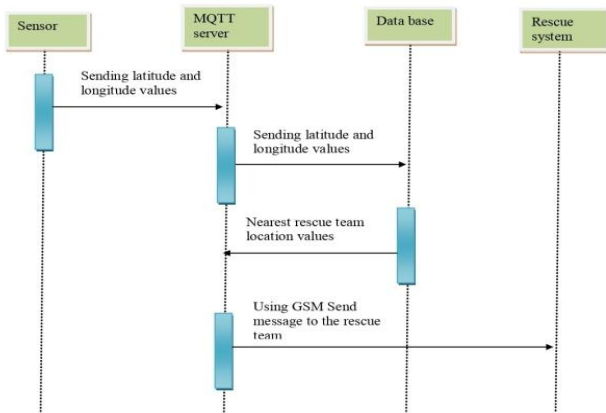 Sensor
MQTT
server
Data base
Rescue
system
Sending latitude and
longitude values
Sending latitude and
longitude values
Nearest rescue team
location values
Using GSM Send
message to the rescue
team